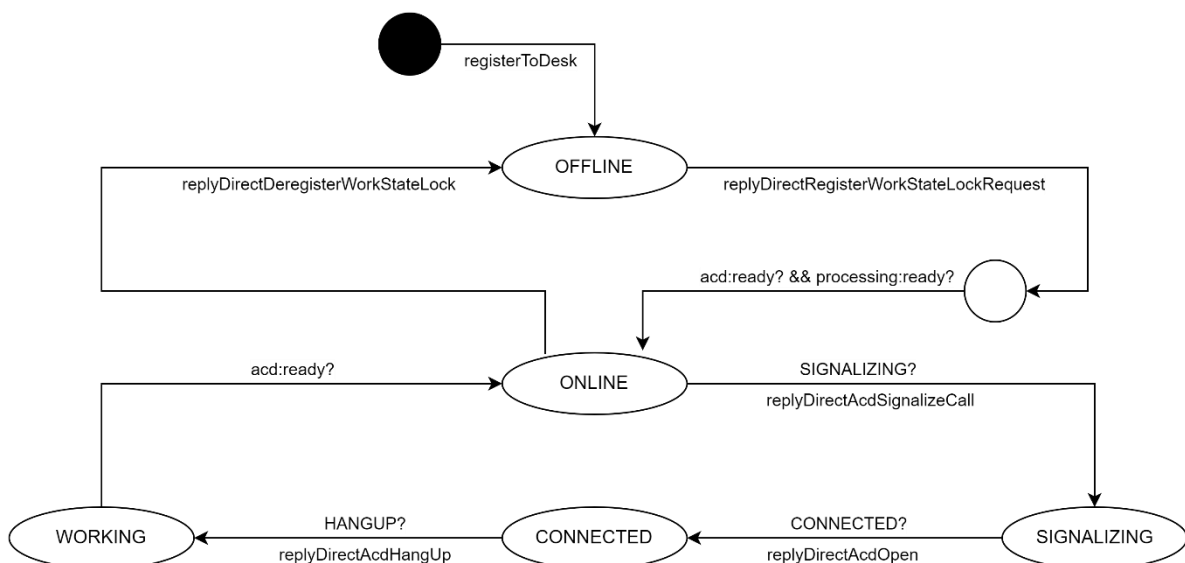 registerToDesk
OFFLINE
replyDirectDeregisterWorkStateLock
replyDirectRegisterWorkStateLockRequest
acd:ready? && processing:ready?
acd:ready?
ONLINE
SIGNALIZING?
replyDirectAcdSignalizeCall
WORKING
HANGUP?
replyDirectAcdHangUp
CONNECTED
CONNECTED?
replyDirectAcdOpen
SIGNALIZING